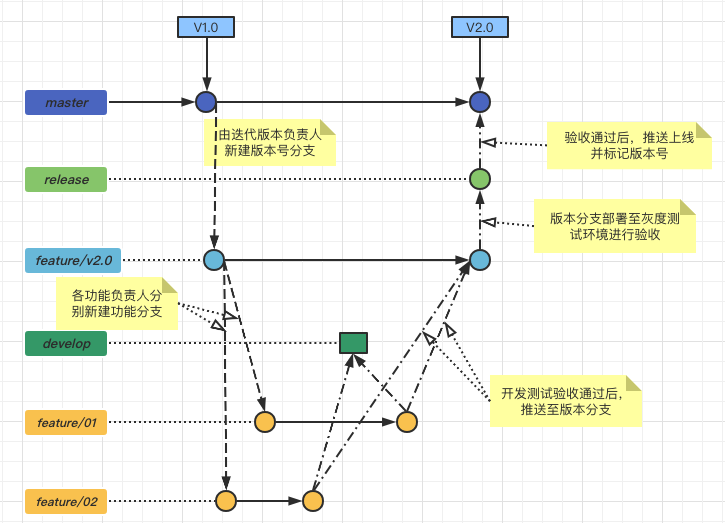 V1.0
V2.0
master
由迭代版本负责人
新建版本号分支
验收通过后，推送上线
并标记版本号
release
版本分支部署至灰度测
试环境进行验收
feature/v2.0
各功能负责人分
别新建功能分支
develop
开发测试验收通过后，
推送至版本分支
feature/01
feature/02